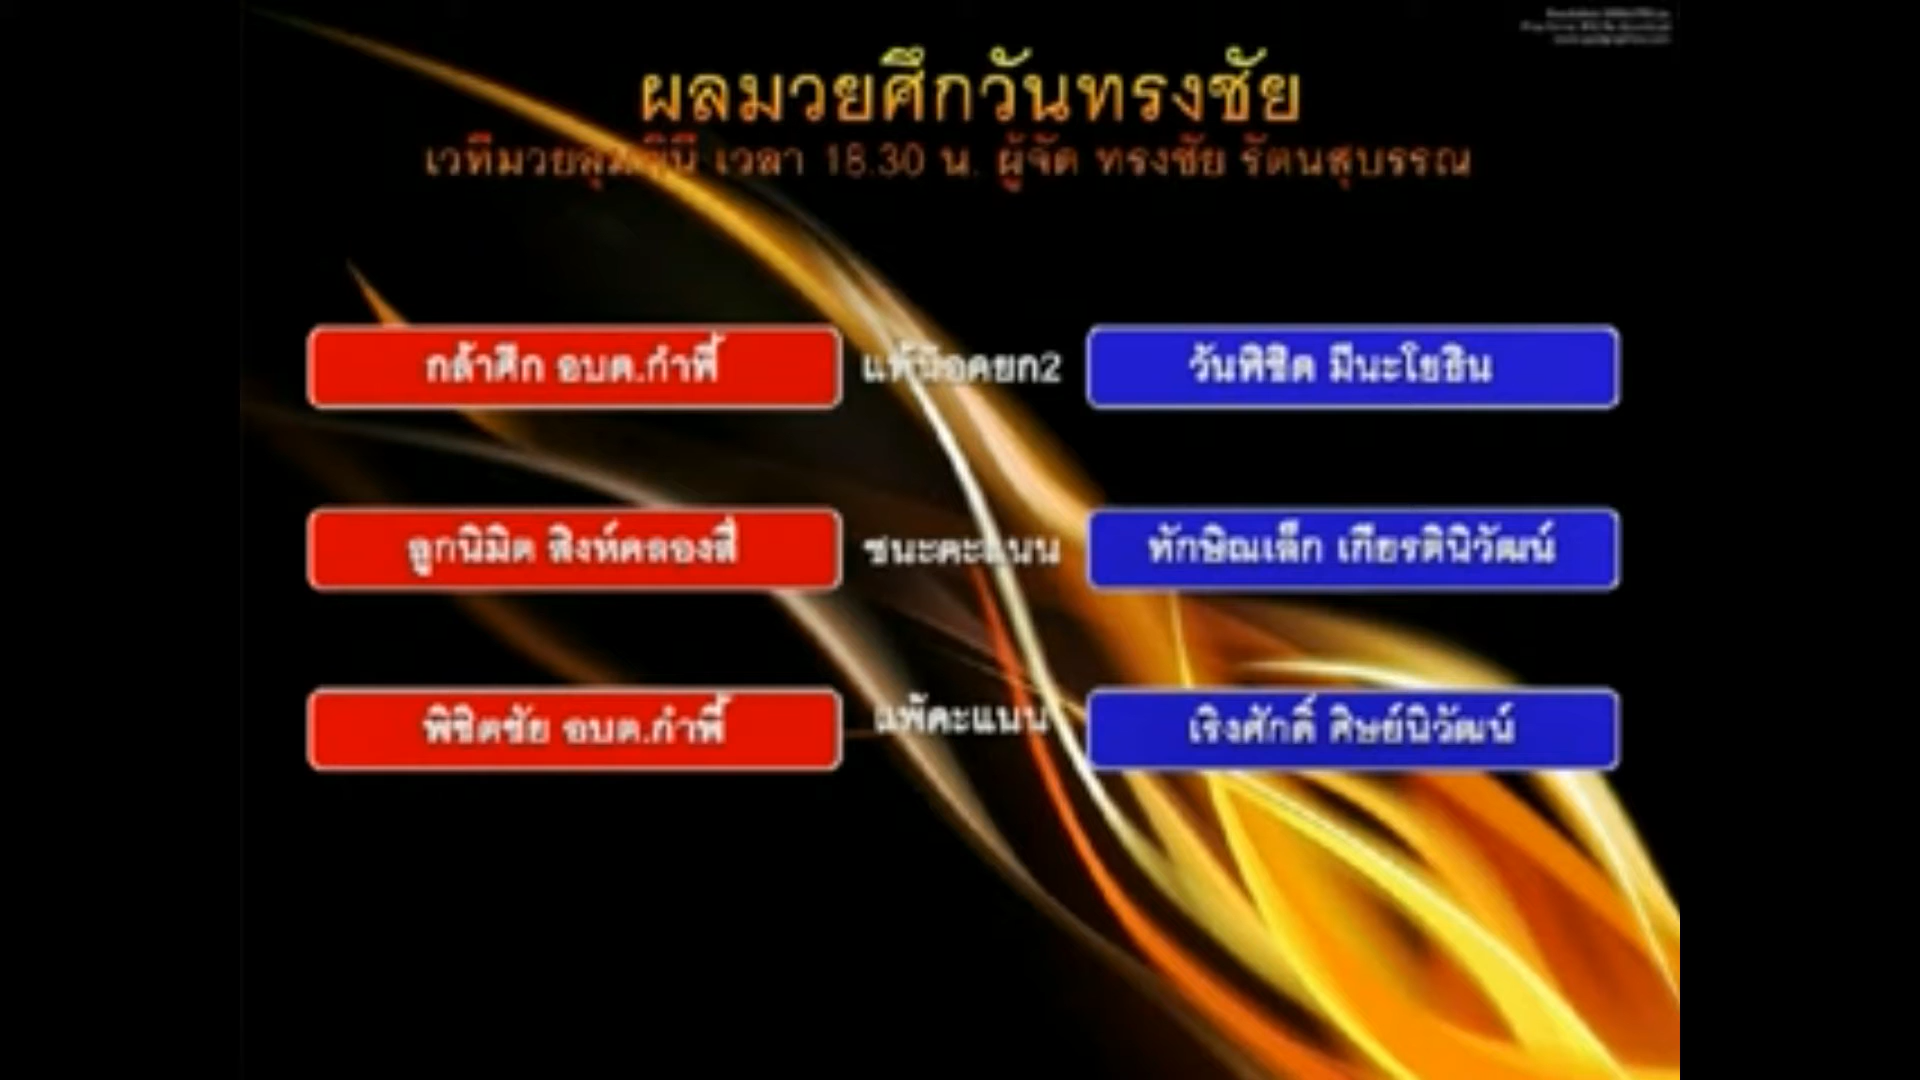 ผลมวยศึกวันทรงชัย
เวทีมวยลุมพินี เวลา 18.30 น. ผู้จัด ทรงชัย รัตนสุบรรณ
กล้าศึก อบต.กำพี้ แพ้น๊อคยก2 วันพิชิต มีนะโยธิน
ลูกนิมิต สิงห์คลองสี่ ชนะคะแนน ทักษิณเล็ก เกียรตินิวัฒน์
พิชิตชัย อบต.กำพี้ แพ้คะแนน เริงศักดิ์ ศิษย์นิวัฒน์